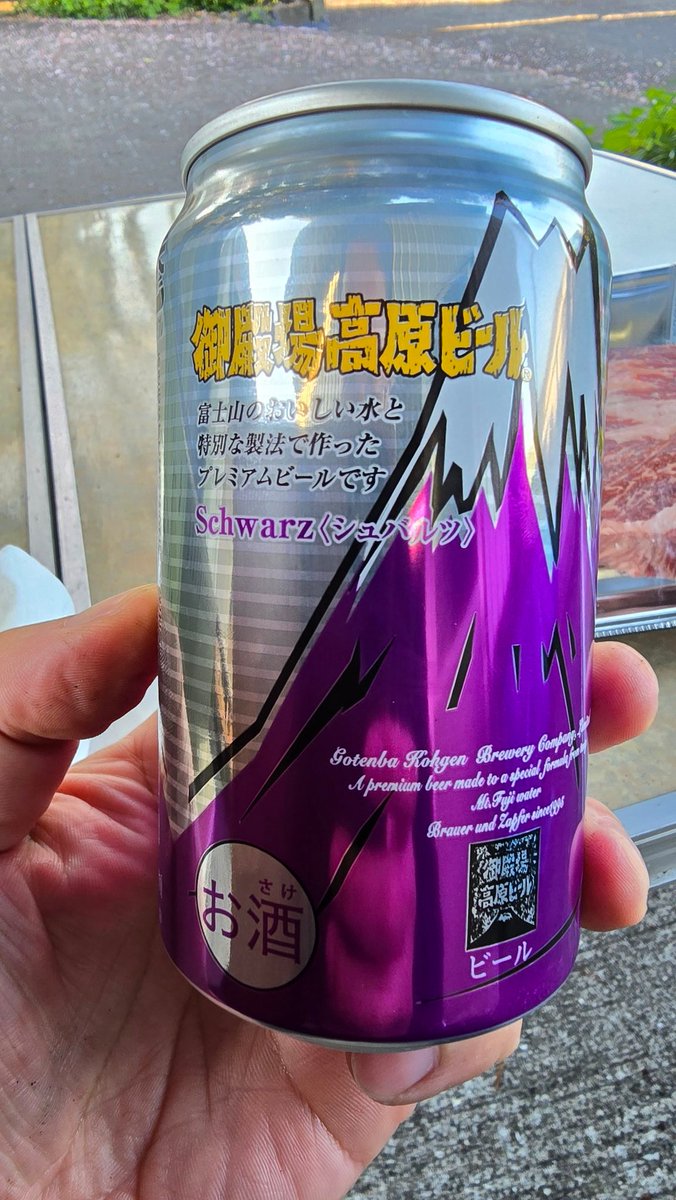 御殿場高原ビール
富士山のおいしい水と
特別な製法で作った
プレミアムビールです
Schwarz〈シュバルツ〉
Gotenba Kohgen Brewery Company.
A premium beer made to a special formula from
Mt.Fuji water
Brauer und Zapfer since1995
さけ
お酒
御殿場
高原ビール
ビール